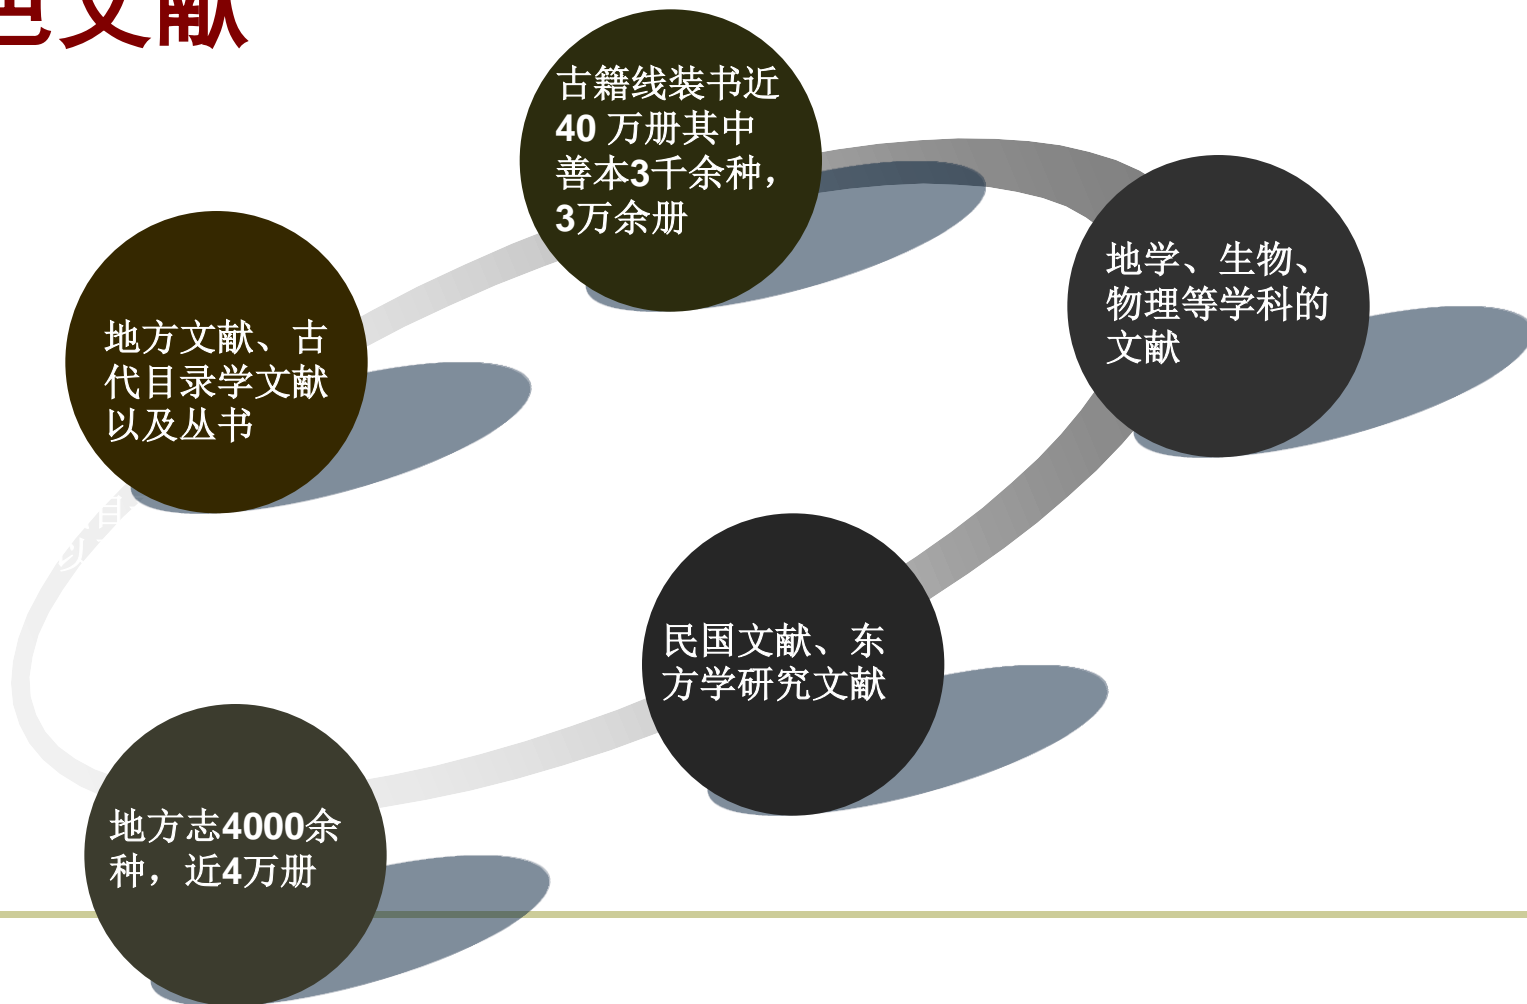 色文献
古籍线装书近
40 万册其中
善本3千余种，
3万余册
地学、生物、
物理等学科的
文献
地方文献、古
代目录学文献
以及丛书
民国文献、东
方学研究文献
地方志4000余
种，近4万册